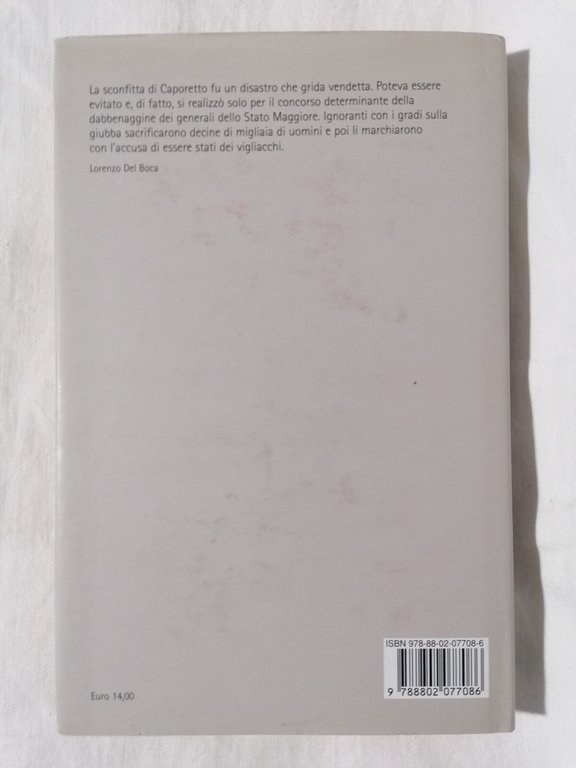 La sconfitta di Caporetto fu un disastro che grida vendetta. Poteva essere
evitato e, di fatto, si realizzò solo per il concorso determinante della
dabbenaggine dei generali dello Stato Maggiore. Ignoranti con i gradi sulla
giubba sacrificarono decine di migliaia di uomini e poi li marchiarono
con l'accusa di essere stati dei vigliacchi.
Lorenzo Del Boca
ISBN 978-88-02-07708-6
9 788802 077086
Euro 14,00